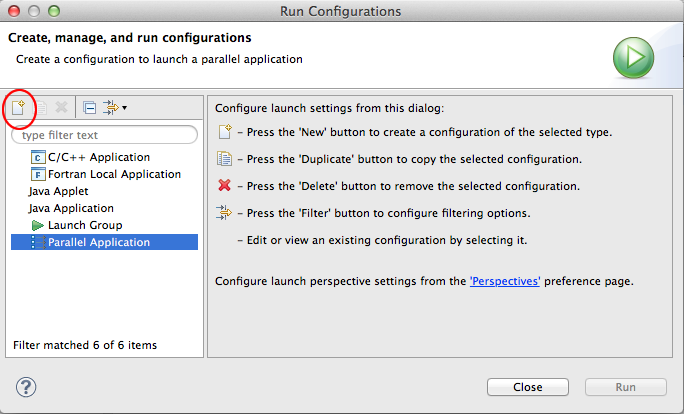 Run Configurations
Create, manage, and run configurations
Create a configuration to launch a parallel application
type filter text
C C/C++ Application
F Fortran Local Application
Java Applet
Java Application
Launch Group
Parallel Application
Filter matched 6 of 6 items
Configure launch settings from this dialog:
– Press the 'New' button to create a configuration of the selected type.
– Press the 'Duplicate' button to copy the selected configuration.
– Press the 'Delete' button to remove the selected configuration.
– Press the 'Filter' button to configure filtering options.
– Edit or view an existing configuration by selecting it.
Configure launch perspective settings from the 'Perspectives' preference page.
?
Close
Run